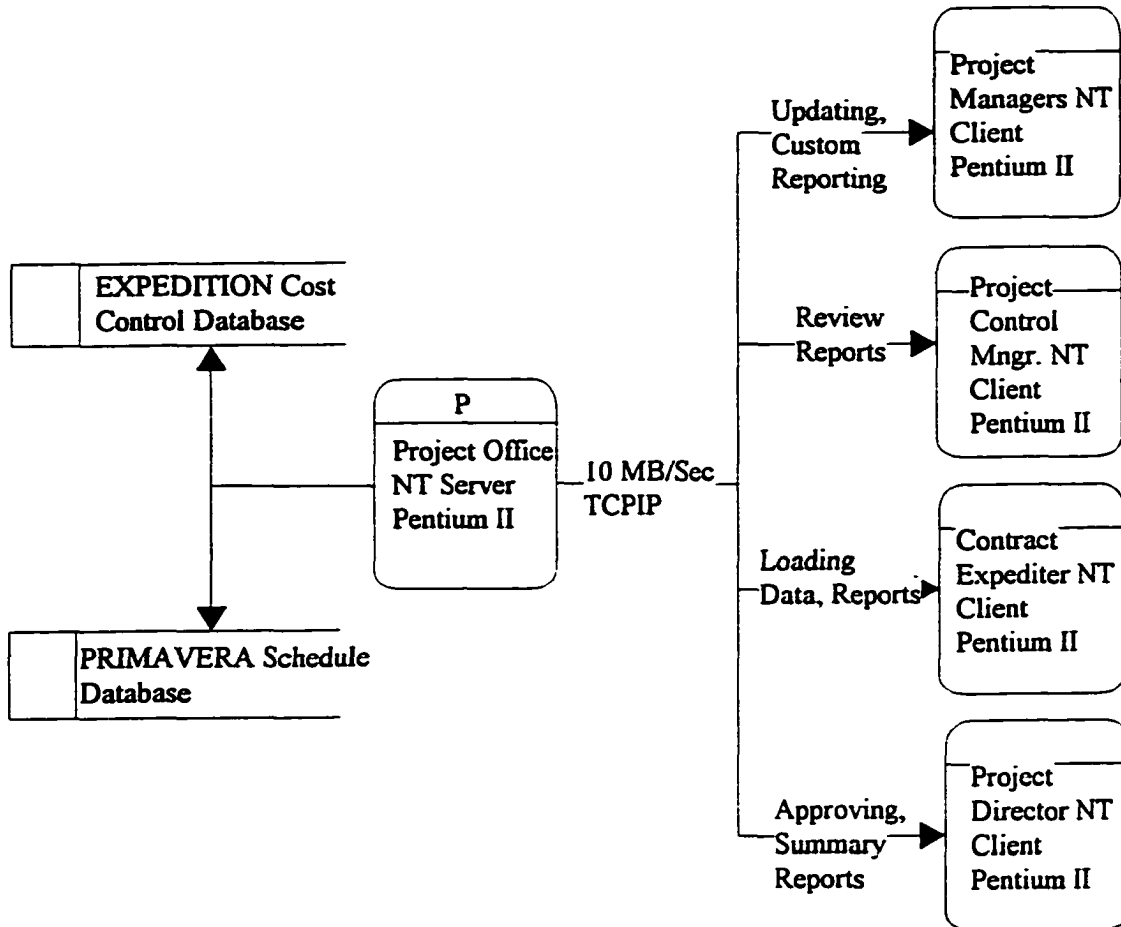 EXPEDITION Cost
Control Database
PRIMAVERA Schedule
Database
P
Project Office
NT Server
Pentium II
10 MB/Sec
TCPIP
Updating,
Custom
Reporting
Project
Managers NT
Client
Pentium II
Review
Reports
Project
Control
Mngr. NT
Client
Pentium II
Loading
Data, Reports
Contract
Expediter NT
Client
Pentium II
Approving,
Summary
Reports
Project
Director NT
Client
Pentium II